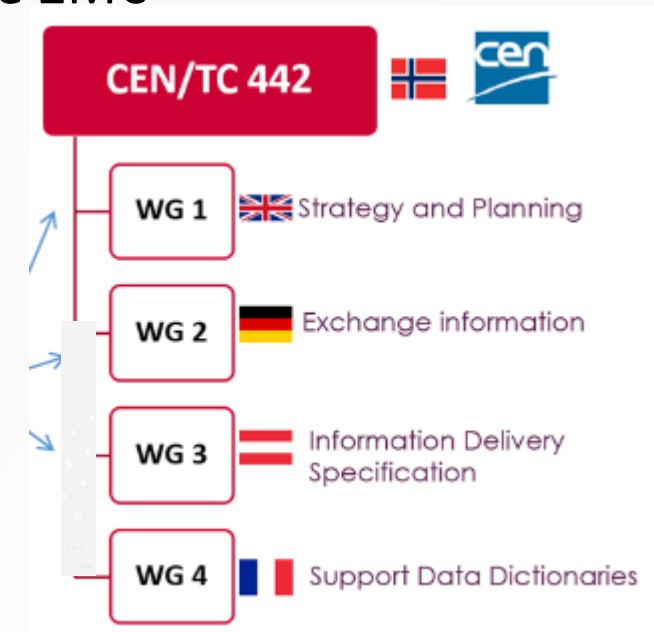 CEN/TC 442
cen
WG 1
Strategy and Planning
WG 2
Exchange information
WG 3
Information Delivery
Specification
WG 4
Support Data Dictionaries